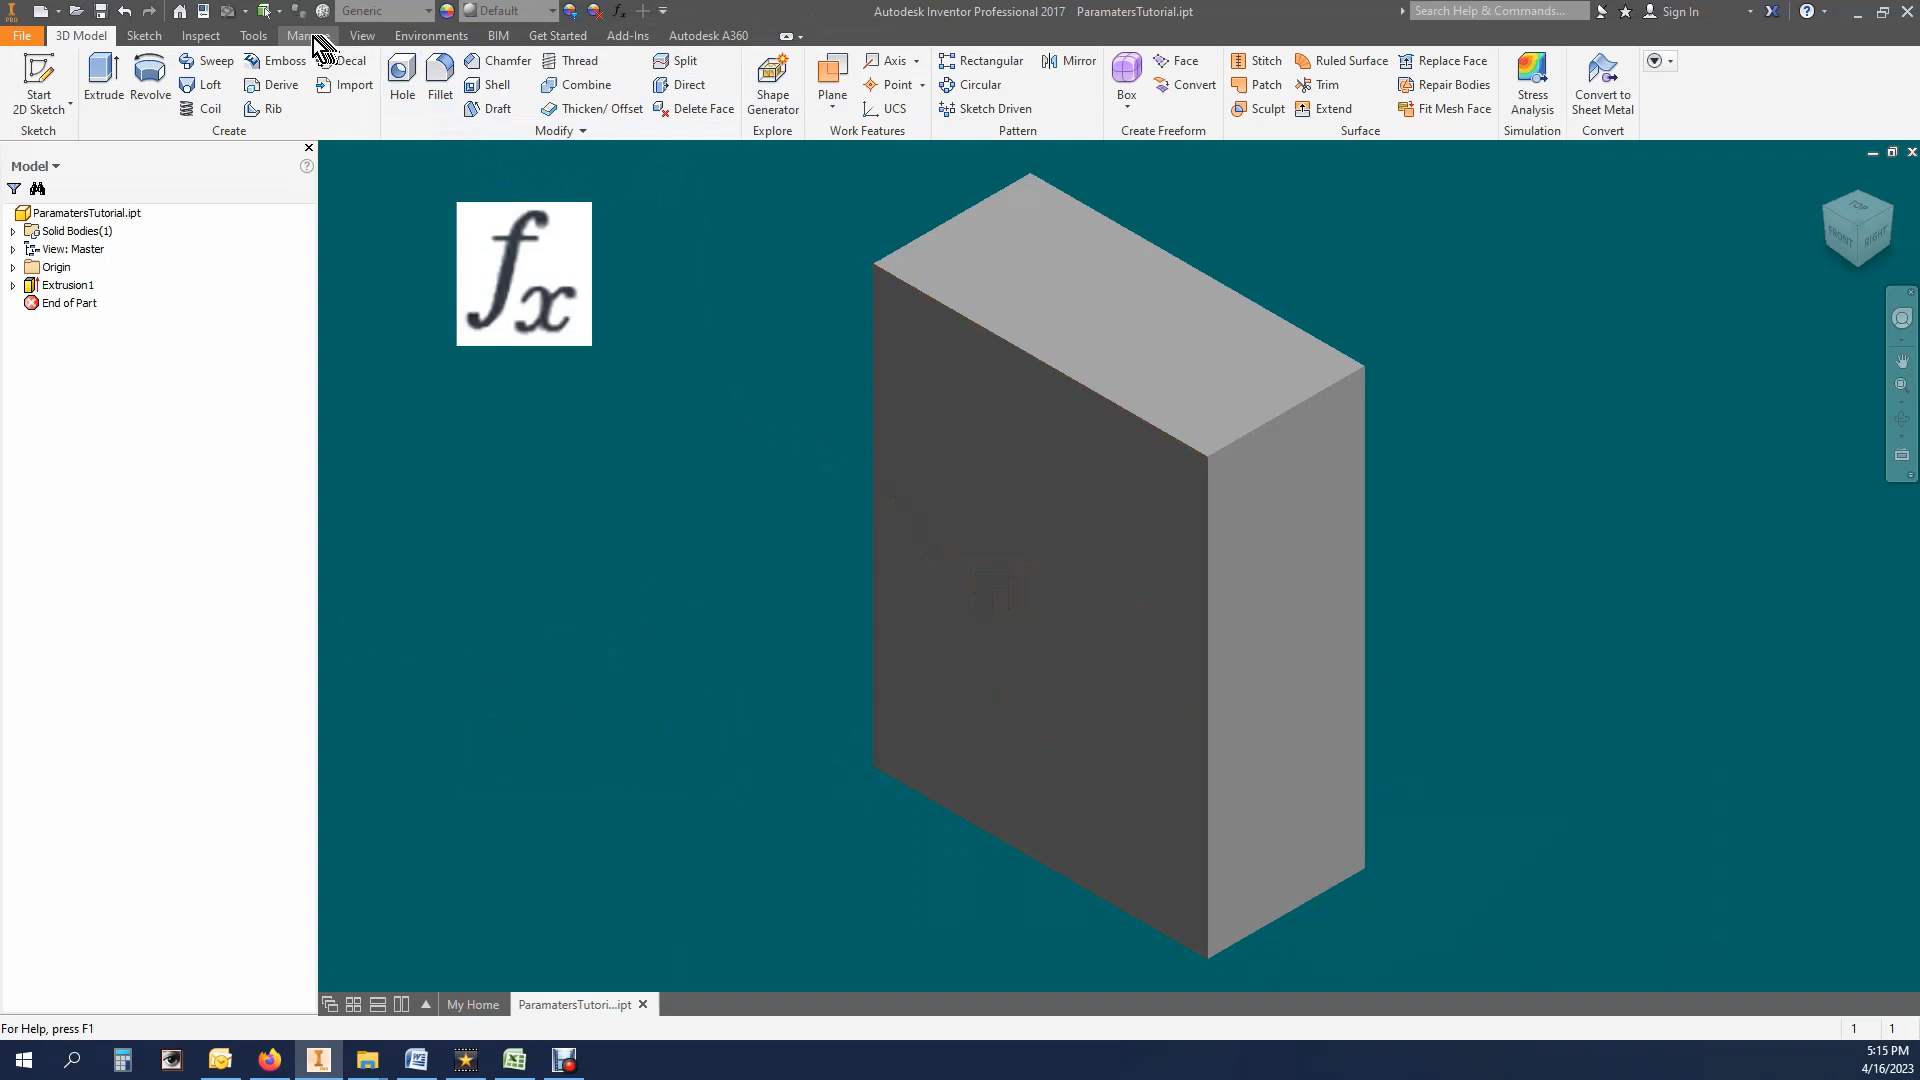 Generic
Default
fx
Autodesk Inventor Professional 2017 ParamatersTutorial.ipt
Search Help & Commands...
Sign In
PRO
File 3D Model Sketch Inspect Tools View Environments BIM Get Started Add-Ins Autodesk A360
Start
2D Sketch
Sketch
Extrude Revolve
Sweep Emboss Decal
Loft Derive Import
Coil Rib
Create
Hole Fillet
Chamfer Thread Split
Shell Combine Direct
Draft Thicken/ Offset Delete Face
Modify
Shape
Generator
Explore
Plane
Axis
Point
UCS
Work Features
Rectangular Mirror
Circular
Sketch Driven
Pattern
Box
Face
Convert
Create Freeform
Stitch Ruled Surface Replace Face
Patch Trim Repair Bodies
Sculpt Extend Fit Mesh Face
Surface
Stress
Analysis
Simulation
Convert to
Sheet Metal
Convert
Model
ParamatersTutorial.ipt
Solid Bodies(1)
View: Master
Origin
Extrusion1
End of Part
fx
TOP
FRONT
RIGHT
My Home
ParamatersTutori...ipt
For Help, press F1
1 1
5:15 PM
4/16/2023